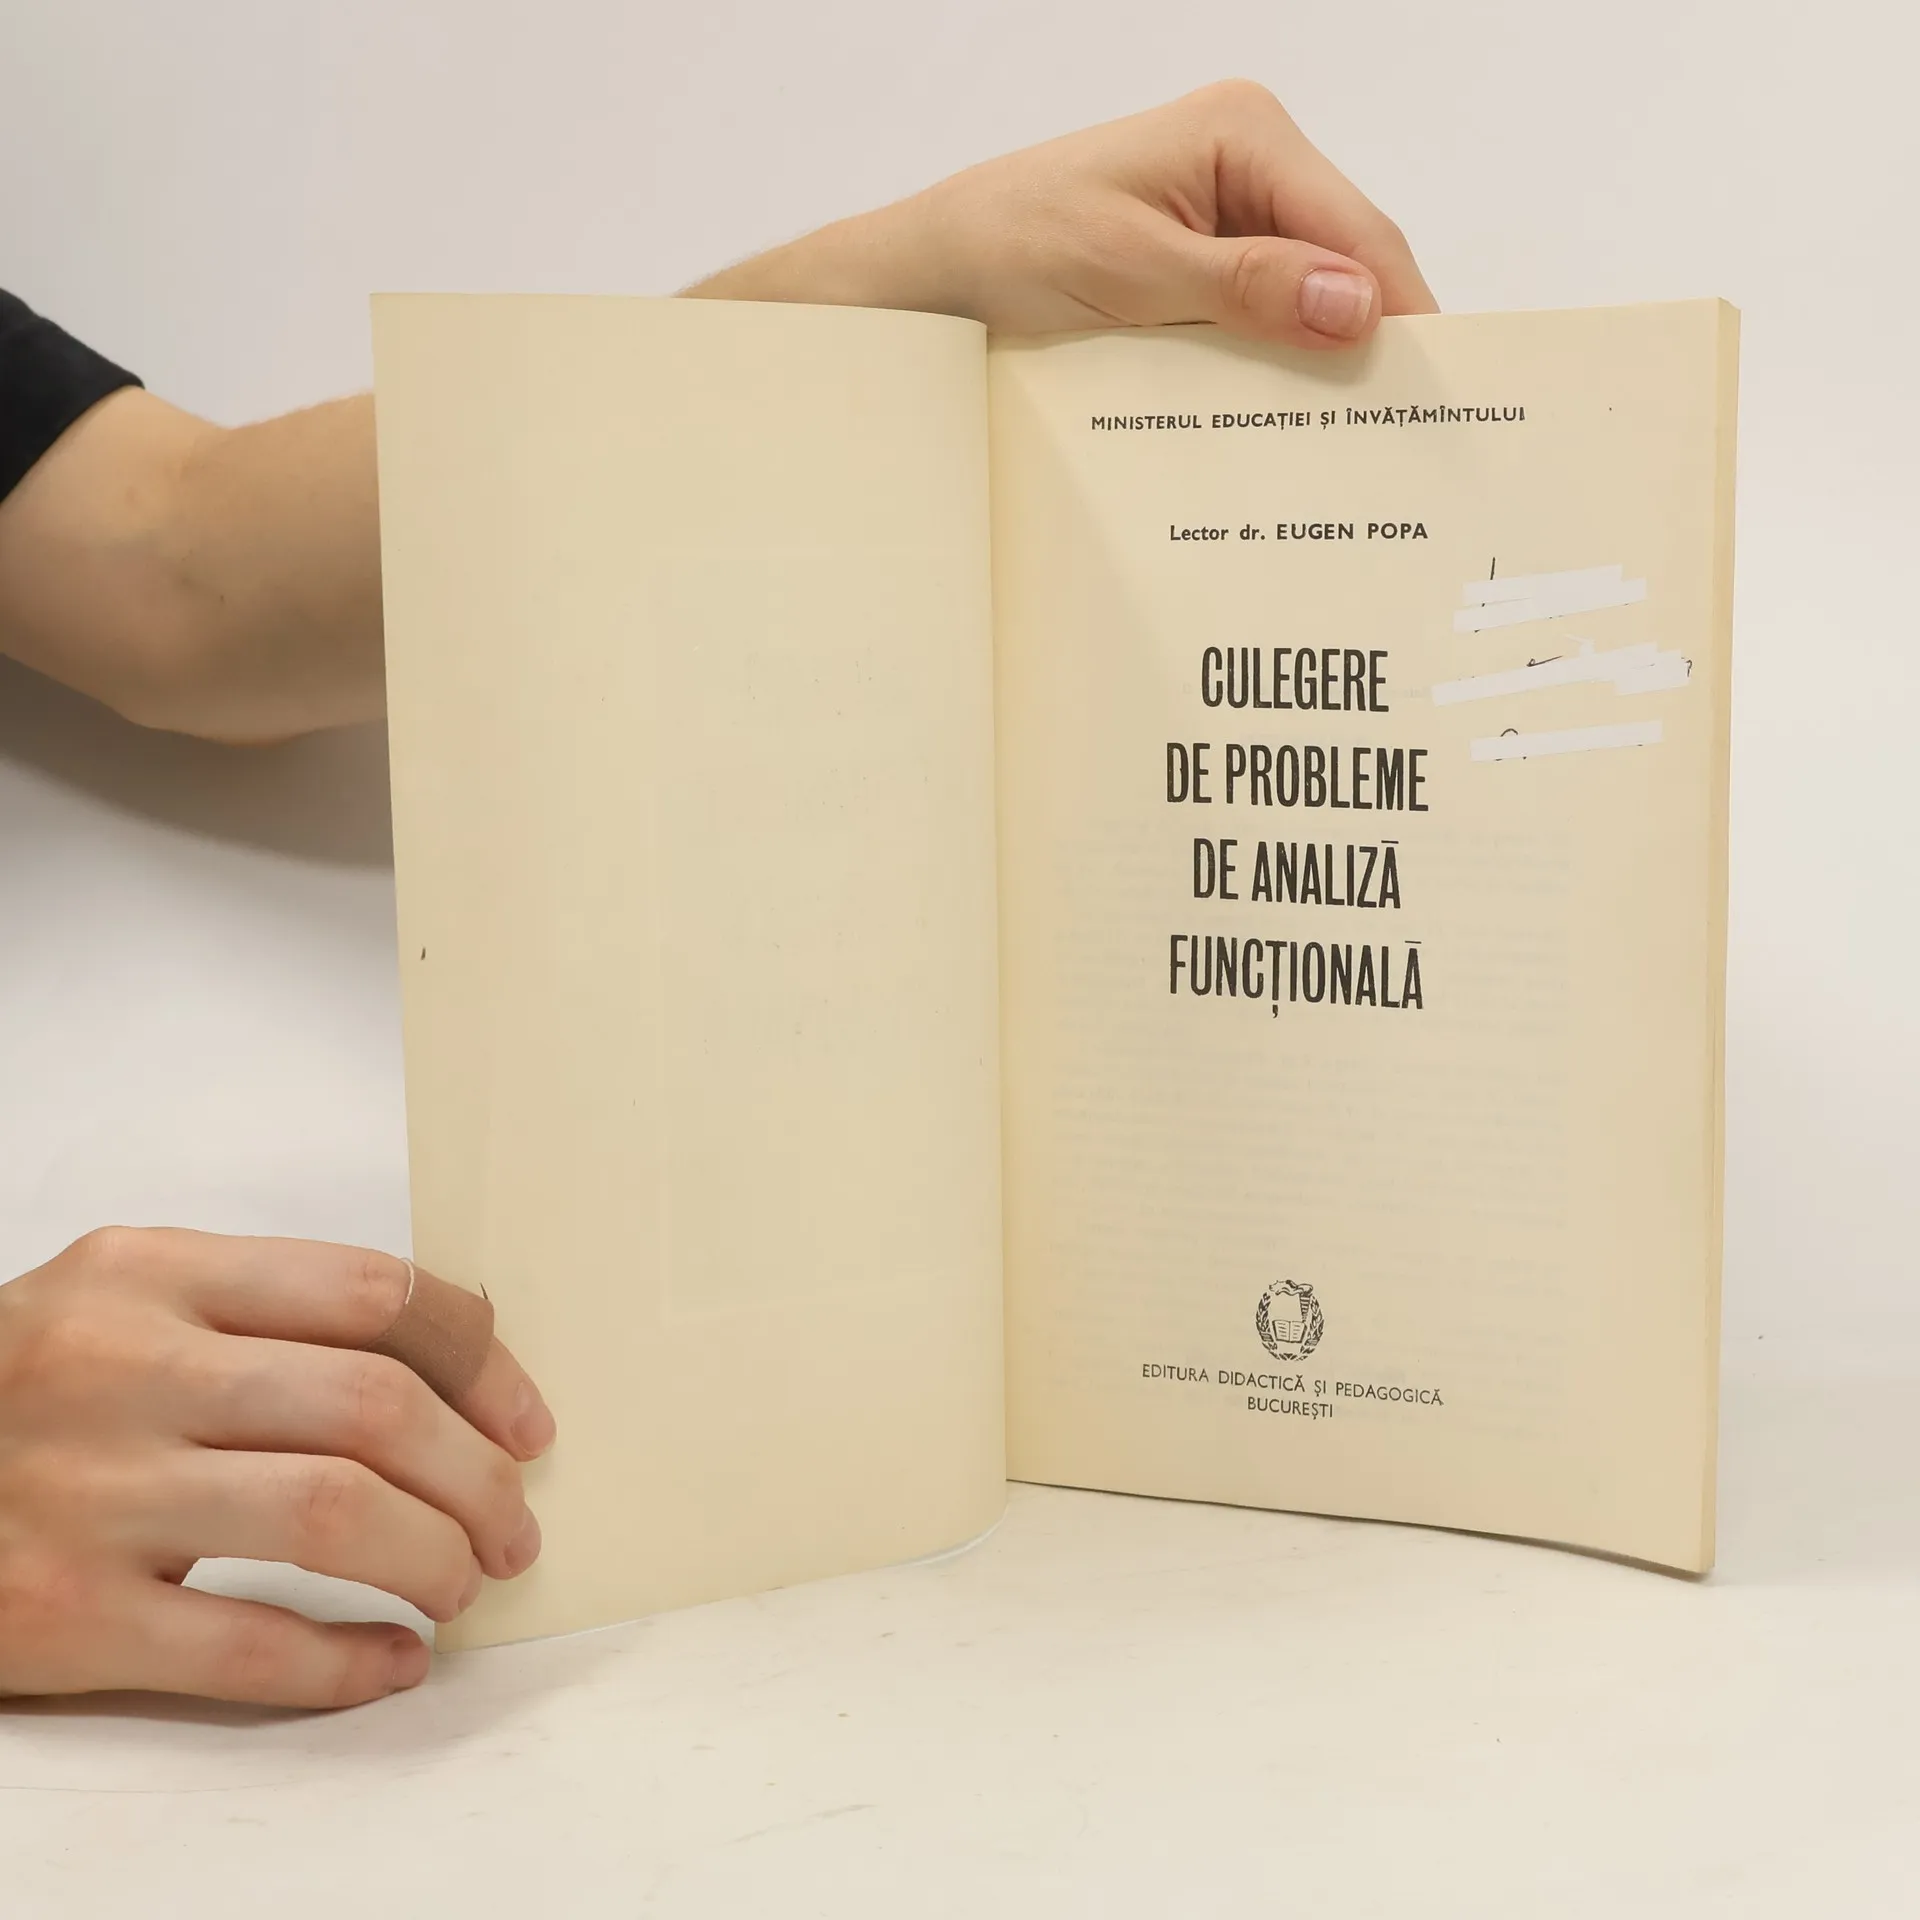 MINISTERUL EDUCAȚIEI ȘI ÎNVĂȚĂMÎNTULUI
Lector dr. EUGEN POPA
CULEGERE
DE PROBLEME
DE ANALIZĂ
FUNCȚIONALĂ
EDITURA DIDACTICĂ ȘI PEDAGOGICĂ
BUCUREȘTI